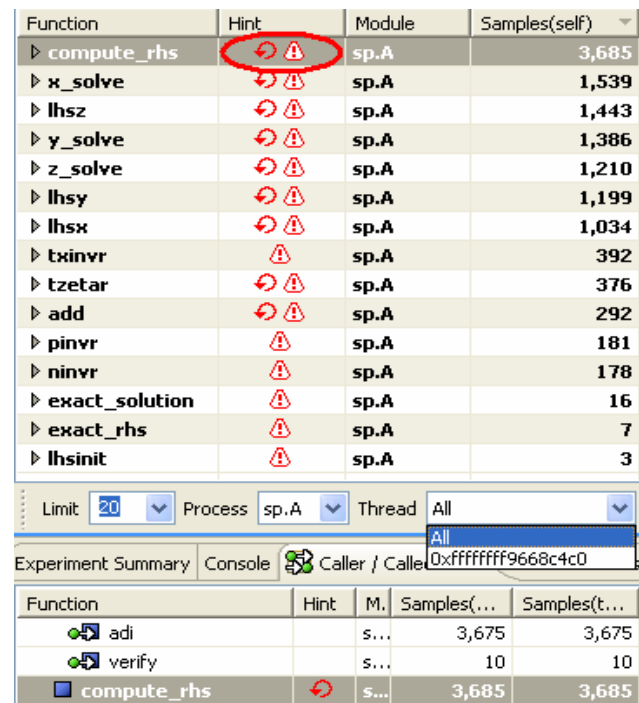 Function Hint Module Samples(self)
compute_rhs sp.A 3,685
x_solve sp.A 1,539
lhsz sp.A 1,443
y_solve sp.A 1,386
z_solve sp.A 1,210
lhsy sp.A 1,199
lhsx sp.A 1,034
txinvr sp.A 392
tzetar sp.A 376
add sp.A 292
pinvr sp.A 181
ninvr sp.A 178
exact_solution sp.A 16
exact_rhs sp.A 7
lhsinit sp.A 3
Limit 20 Process sp.A Thread All
All
0xffffffff9668c4c0
Experiment Summary Console Caller / Calle
Function Hint M. Samples(... Samples(t...
adi s... 3,675 3,675
verify s... 10 10
compute_rhs s... 3,685 3,685